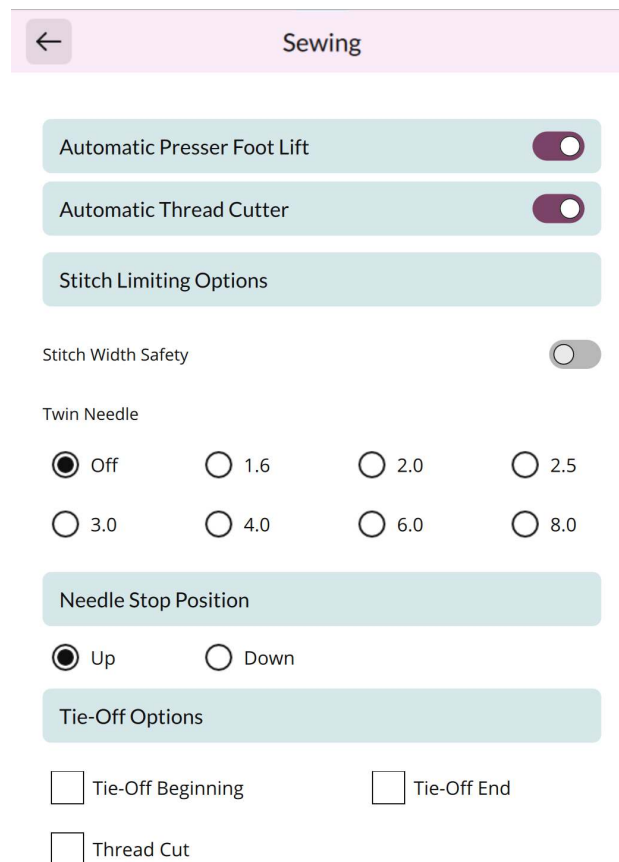 Sewing
Automatic Presser Foot Lift
Automatic Thread Cutter
Stitch Limiting Options
Stitch Width Safety
Twin Needle
Off 1.6 2.0 2.5
3.0 4.0 6.0 8.0
Needle Stop Position
Up Down
Tie-Off Options
Tie-Off Beginning Tie-Off End
Thread Cut